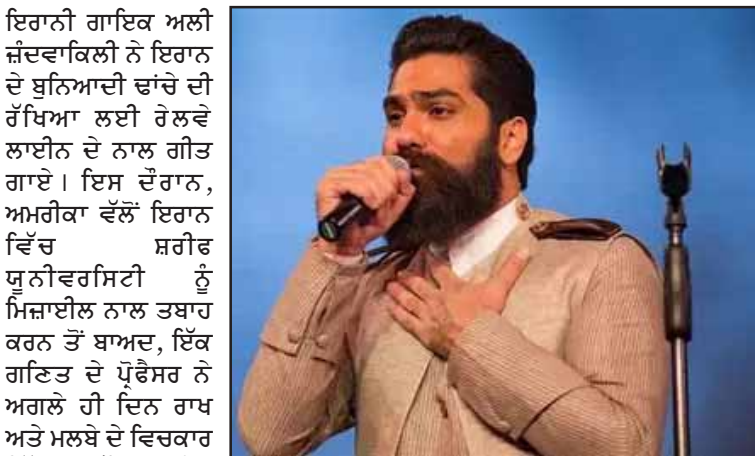 ਇਰਾਨੀ ਗਾਇਕ ਅਲੀ
ਜ਼ੰਦਵਾਕਿਲੀ ਨੇ ਇਰਾਨ
ਦੇ ਬੁਨਿਆਦੀ ਢਾਂਚੇ ਦੀ
ਰੱਖਿਆ ਲਈ ਰੇਲਵੇ
ਲਾਈਨ ਦੇ ਨਾਲ ਗੀਤ
ਗਾਏ। ਇਸ ਦੌਰਾਨ,
ਅਮਰੀਕਾ ਵੱਲੋਂ ਇਰਾਨ
ਵਿੱਚ ਸ਼ਰੀਫ
ਯੂਨੀਵਰਸਿਟੀ ਨੂੰ
ਮਿਜ਼ਾਈਲ ਨਾਲ ਤਬਾਹ
ਕਰਨ ਤੋਂ ਬਾਅਦ, ਇੱਕ
ਗਣਿਤ ਦੇ ਪ੍ਰੋਫੈਸਰ ਨੇ
ਅਗਲੇ ਹੀ ਦਿਨ ਰਾਖ
ਅਤੇ ਮਲਬੇ ਦੇ ਵਿਚਕਾਰ